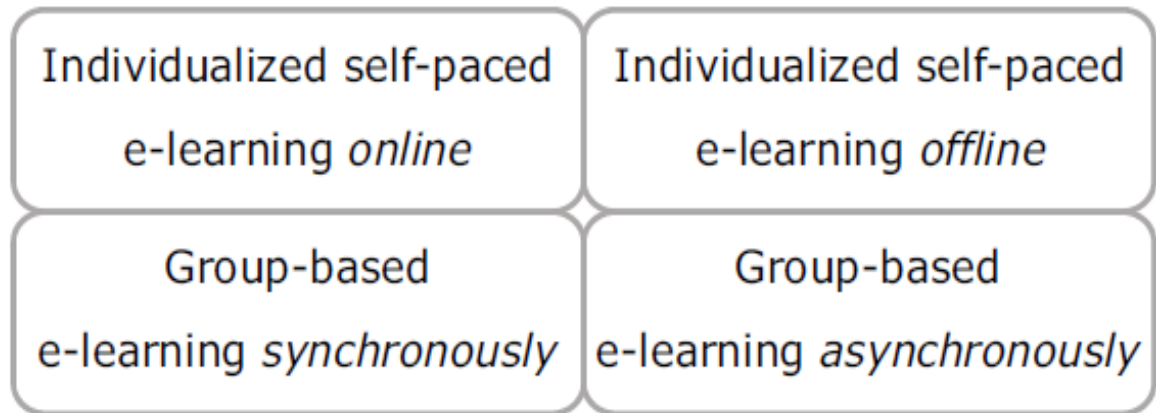 Individualized self-paced
e-learning online
Individualized self-paced
e-learning offline
Group-based
e-learning synchronously
Group-based
e-learning asynchronously